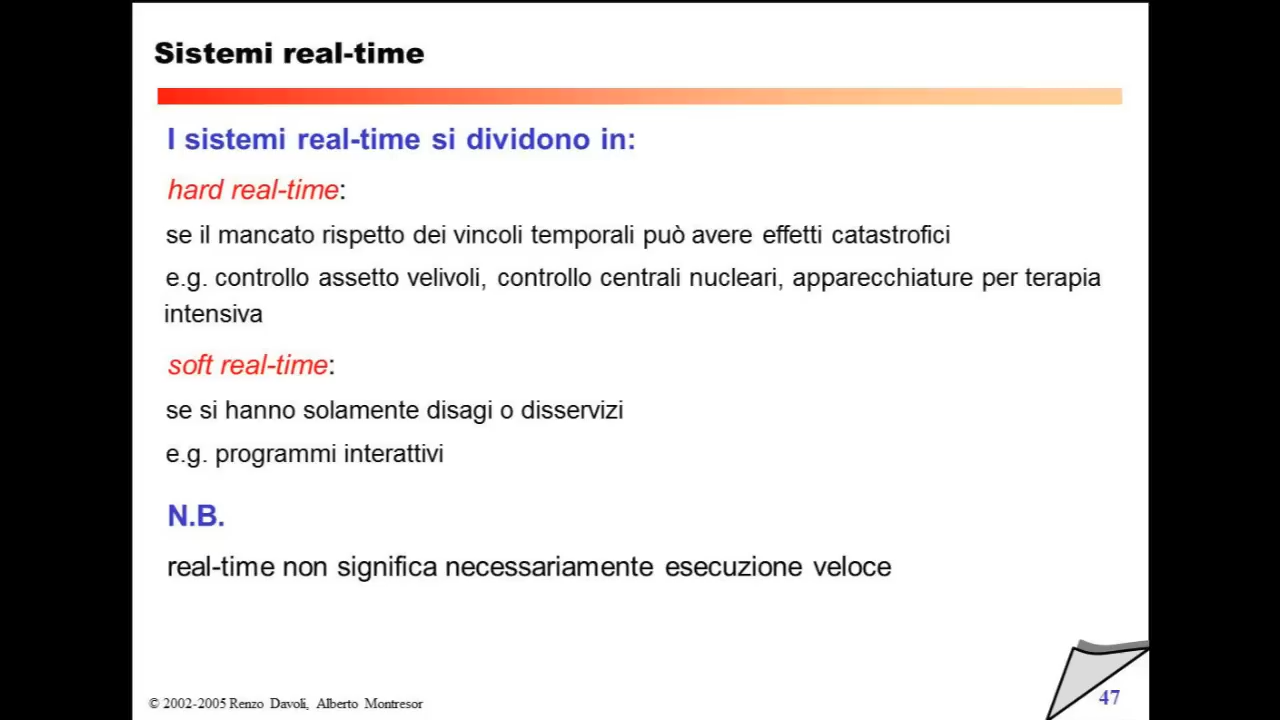 Sistemi real-time
I sistemi real-time si dividono in:
hard real-time:
se il mancato rispetto dei vincoli temporali può avere effetti catastrofici
e.g. controllo assetto velivoli, controllo centrali nucleari, apparecchiature per terapia
intensiva
soft real-time:
se si hanno solamente disagi o disservizi
e.g. programmi interattivi
N.B.
real-time non significa necessariamente esecuzione veloce
© 2002-2005 Renzo Davoli, Alberto Montresor
47